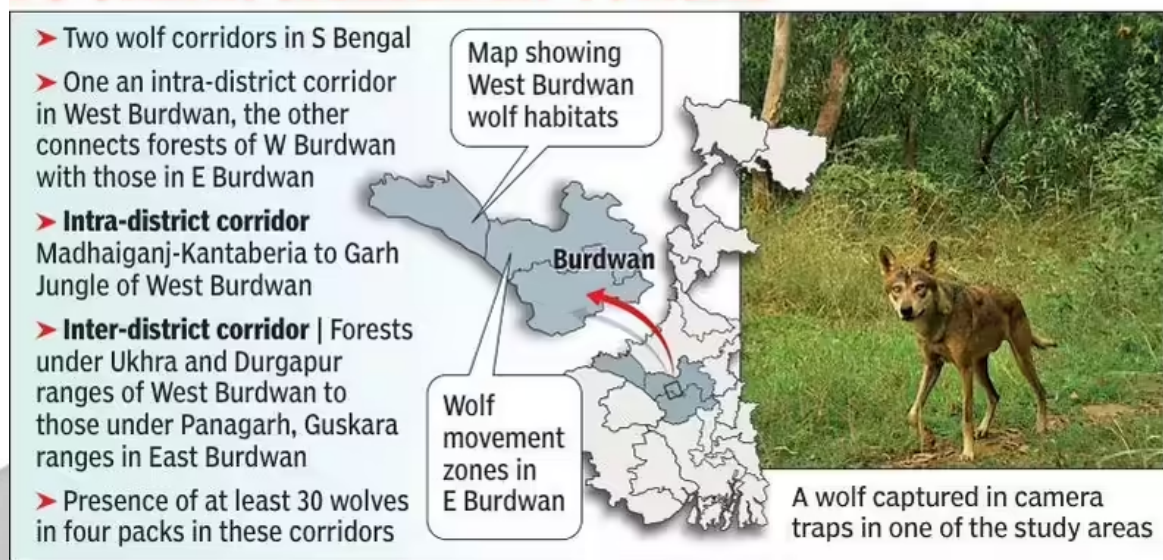 ➤ Two wolf corridors in S Bengal
➤ One an intra-district corridor
in West Burdwan, the other
connects forests of W Burdwan
with those in E Burdwan
➤ Intra-district corridor
Madhaiganj-Kantaberia to Garh
Jungle of West Burdwan
➤ Inter-district corridor | Forests
under Ukhra and Durgapur
ranges of West Burdwan to
those under Panagarh, Guskara
ranges in East Burdwan
➤ Presence of at least 30 wolves
in four packs in these corridors
Map showing
West Burdwan
wolf habitats
Burdwan
Wolf
movement
zones in
E Burdwan
A wolf captured in camera
traps in one of the study areas